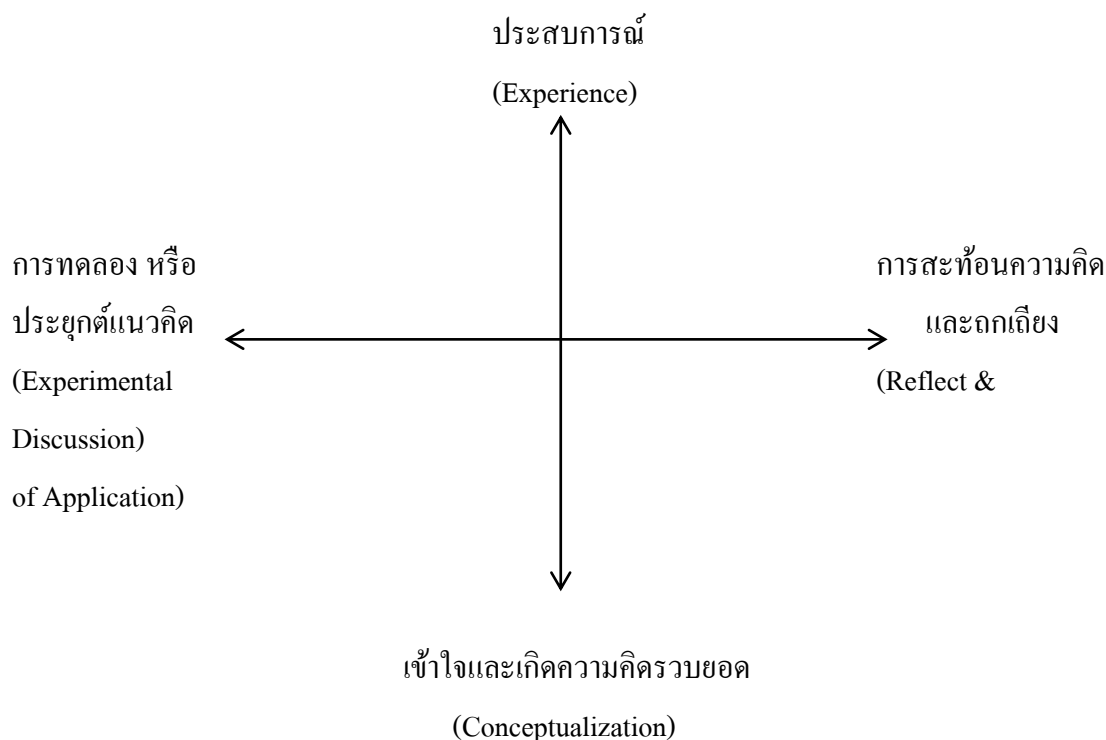 ประสบการณ์
(Experience)
การทดลอง หรือ
ประยุกต์แนวคิด
(Experimental
Discussion)
of Application)
การสะท้อนความคิด
และถกเถียง
(Reflect &
เข้าใจและเกิดความคิดรวบยอด
(Conceptualization)